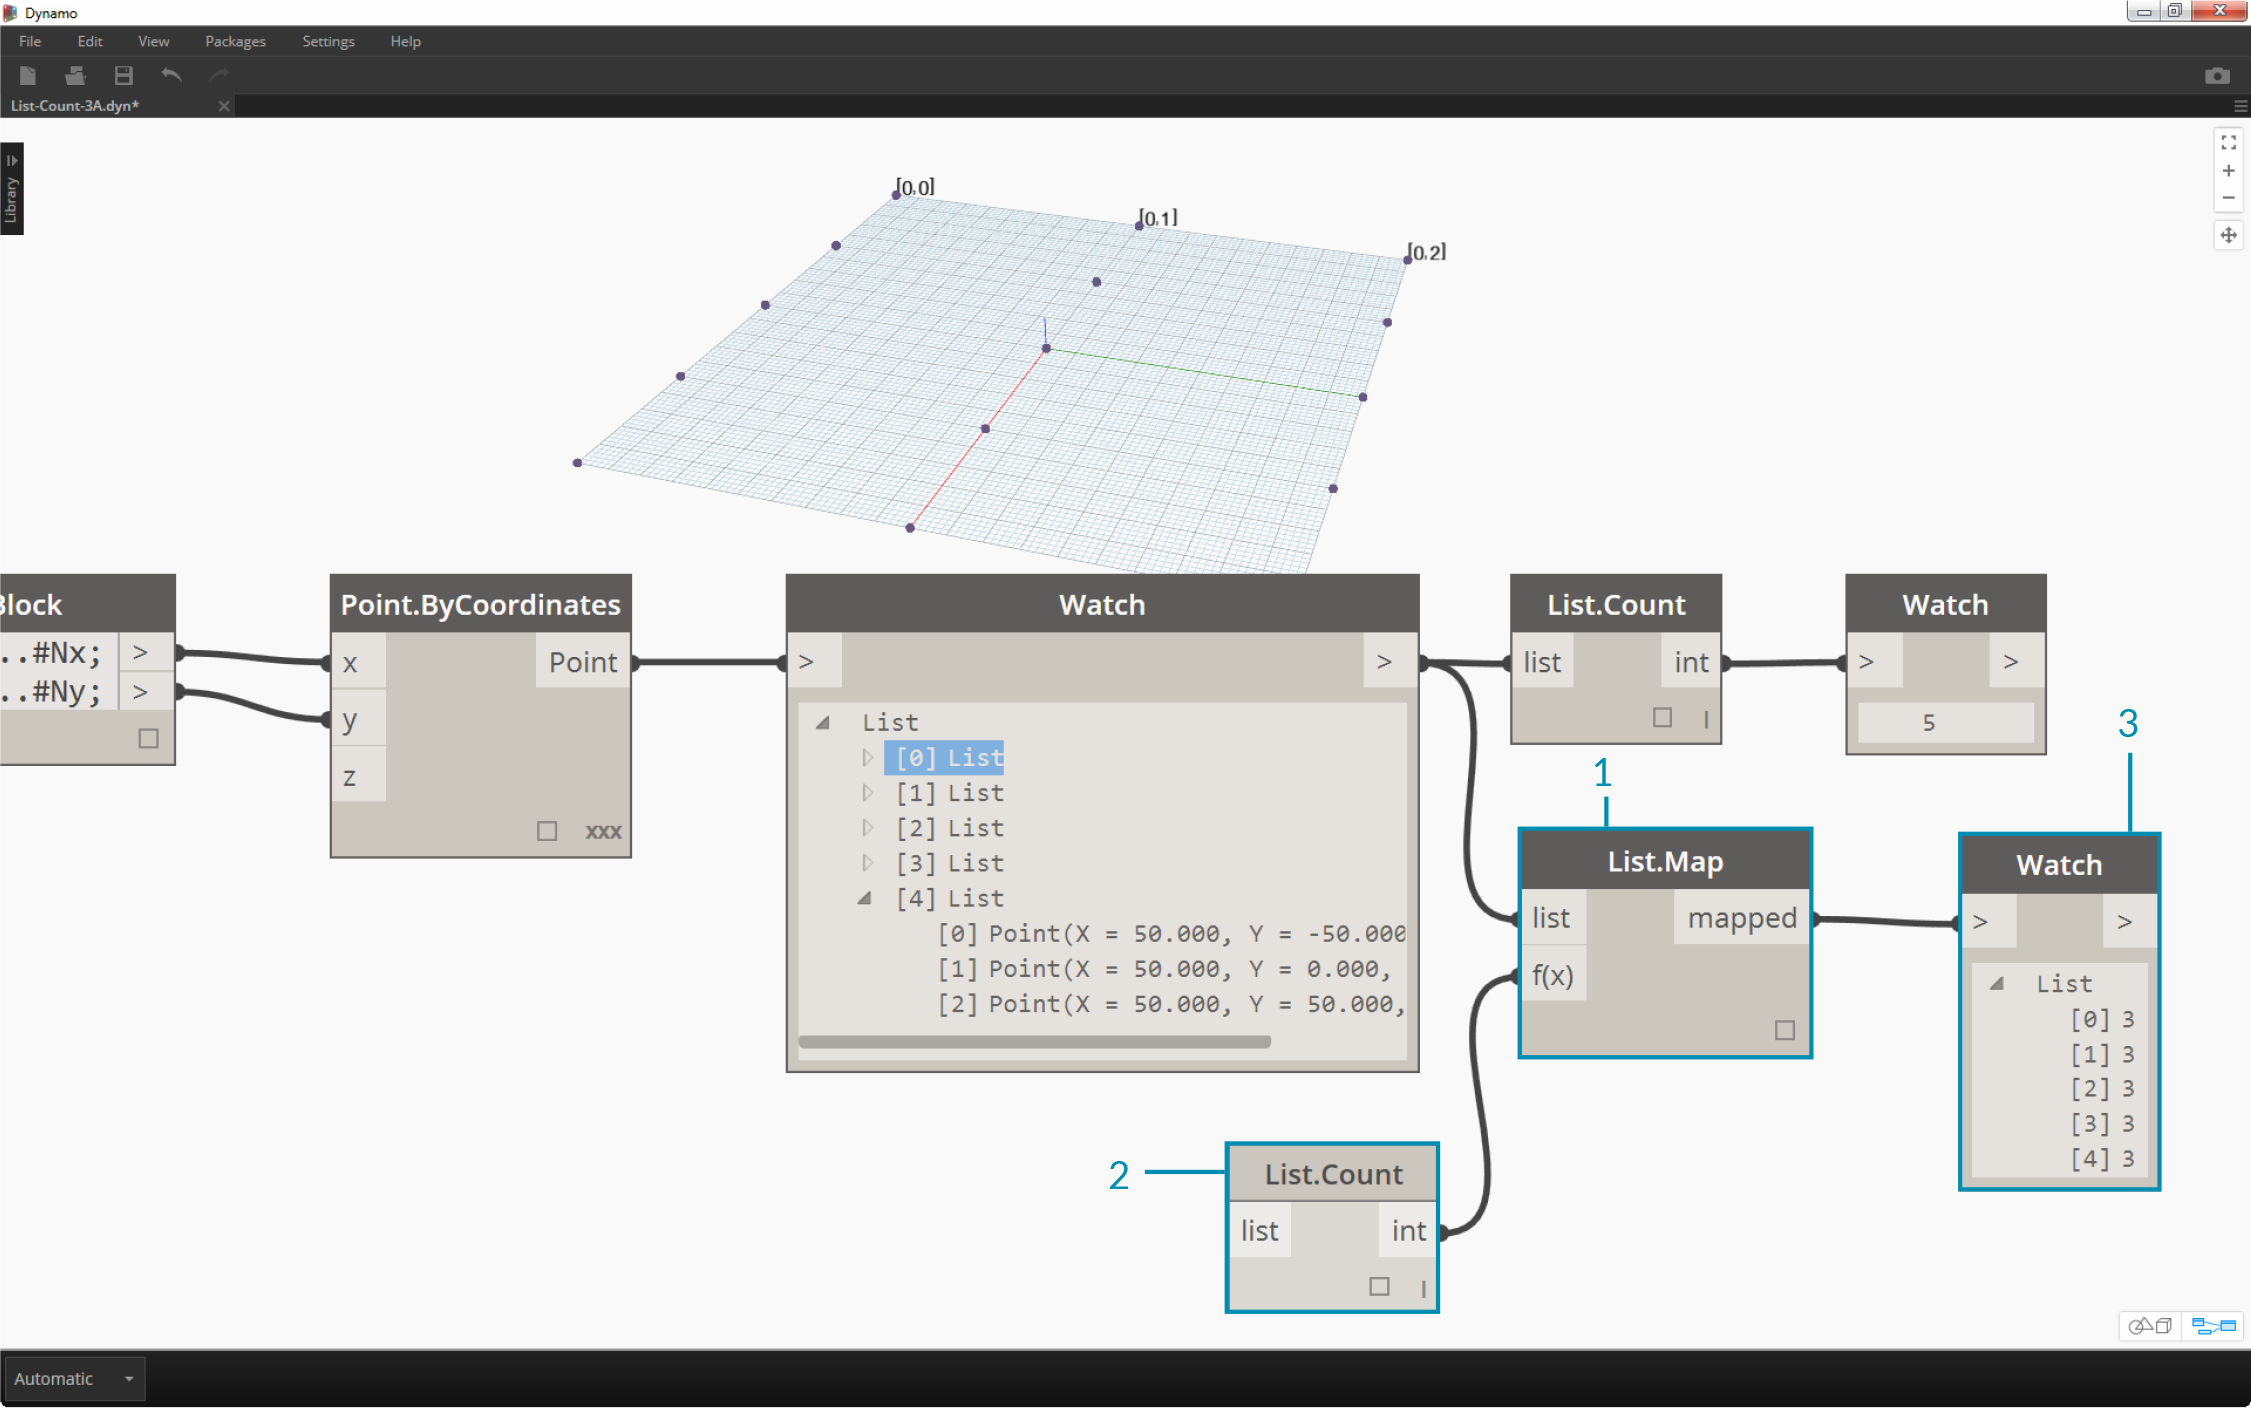 Dynamo
File Edit View Packages Settings Help
List-Count-3A.dyn*
Library
[0,0]
[0,1]
[0,2]
Block
..#Nx; >
..#Ny; >
Point.ByCoordinates
x Point
y
z
xxx
Watch
> >
List
[0] List
[1] List
[2] List
[3] List
[4] List
[0] Point(X = 50.000, Y = -50.000
[1] Point(X = 50.000, Y = 0.000,
[2] Point(X = 50.000, Y = 50.000,
List.Count
list int
l
Watch
> >
5
1
List.Map
list mapped
f(x)
2
List.Count
list int
l
3
Watch
> >
List
[0] 3
[1] 3
[2] 3
[3] 3
[4] 3
Automatic